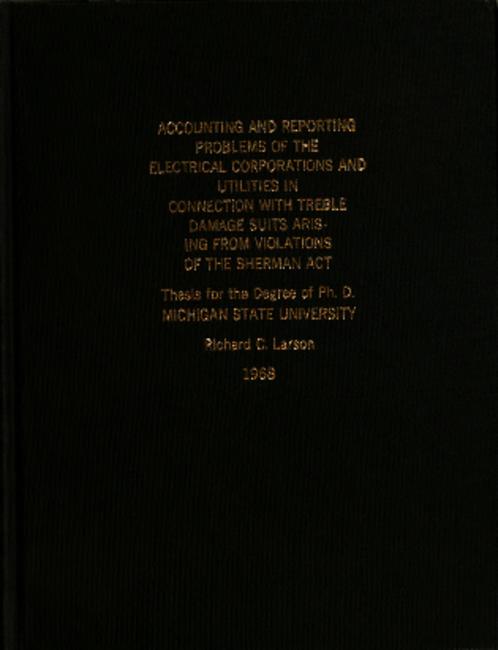 ACCOUNTING AND REPORTING
PROBLEMS OF THE
ELECTRICAL CORPORATIONS AND
UTILITIES IN
CONNECTION WITH TREBLE
DAMAGE SUITS ARIS-
ING FROM VIOLATIONS
OF THE SHERMAN ACT
Thesis for the Degree of Ph. D.
MICHIGAN STATE UNIVERSITY
Richard C. Larson
1968